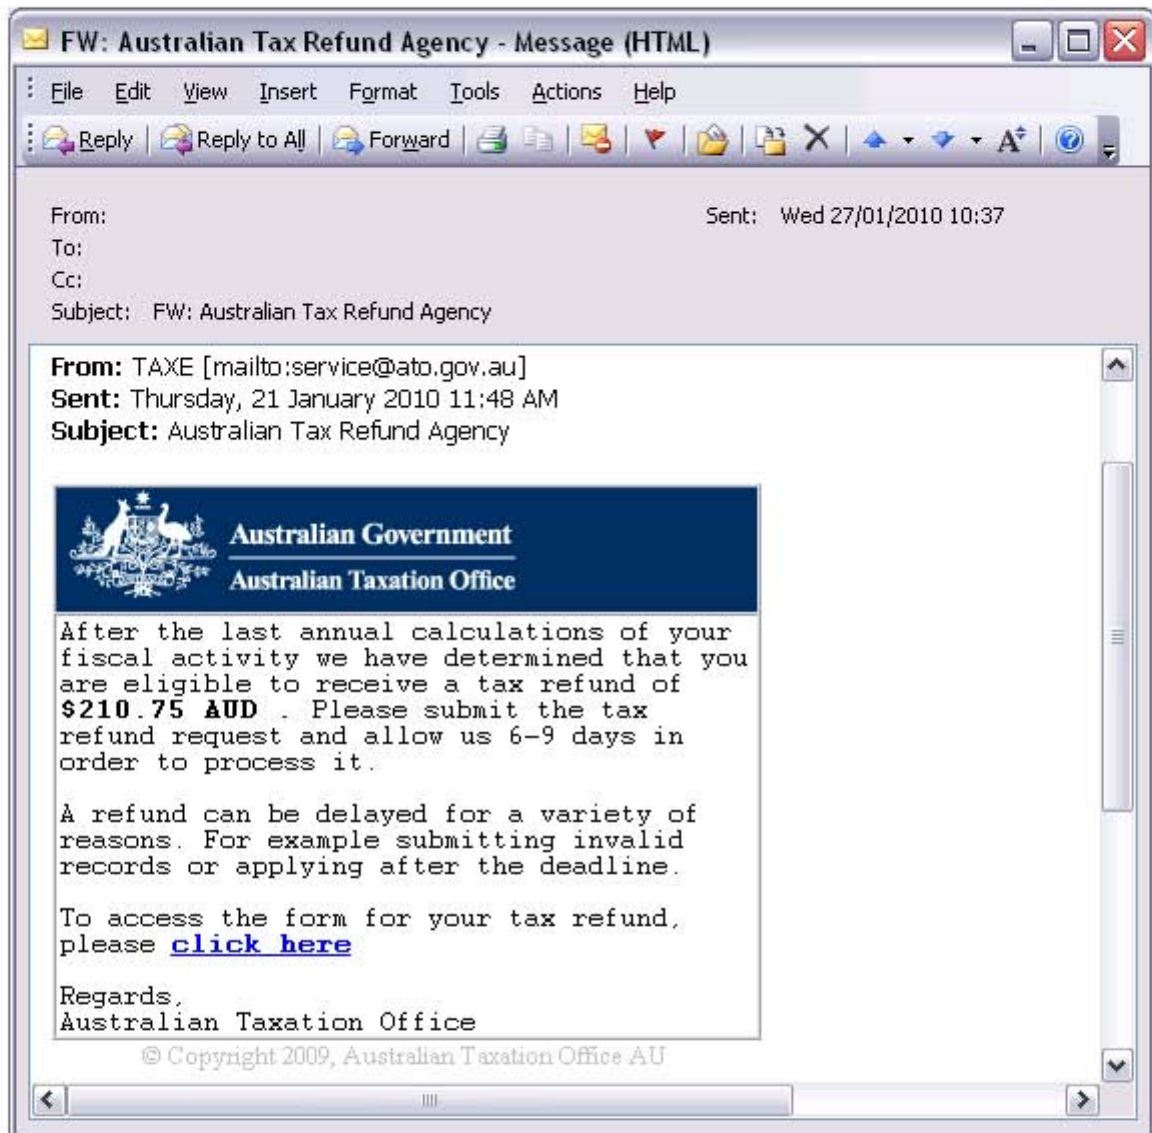 FW: Australian Tax Refund Agency - Message (HTML)
File Edit View Insert Format Tools Actions Help
Reply Reply to All Forward
From: Sent: Wed 27/01/2010 10:37
To:
Cc:
Subject: FW: Australian Tax Refund Agency
From: TAXE [mailto:service@ato.gov.au]
Sent: Thursday, 21 January 2010 11:48 AM
Subject: Australian Tax Refund Agency
Australian Government
Australian Taxation Office
After the last annual calculations of your
fiscal activity we have determined that you
are eligible to receive a tax refund of
$210.75 AUD . Please submit the tax
refund request and allow us 6-9 days in
order to process it.
A refund can be delayed for a variety of
reasons. For example submitting invalid
records or applying after the deadline.
To access the form for your tax refund,
please click here
Regards,
Australian Taxation Office
© Copyright 2009, Australian Taxation Office AU